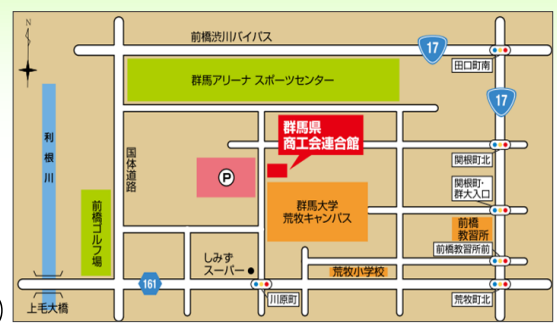 N
前橋渋川バイパス
17
田口町南
群馬アリーナ スポーツセンター
17
群馬県
商工会連合館
利根川
国体道路
関根町北
P
関根町・
群大入口
前橋ゴルフ場
群馬大学
荒牧キャンパス
前橋
教習所
前橋教習所前
しみず
スーパー
荒牧小学校
161
川原町
荒牧町北
上毛大橋